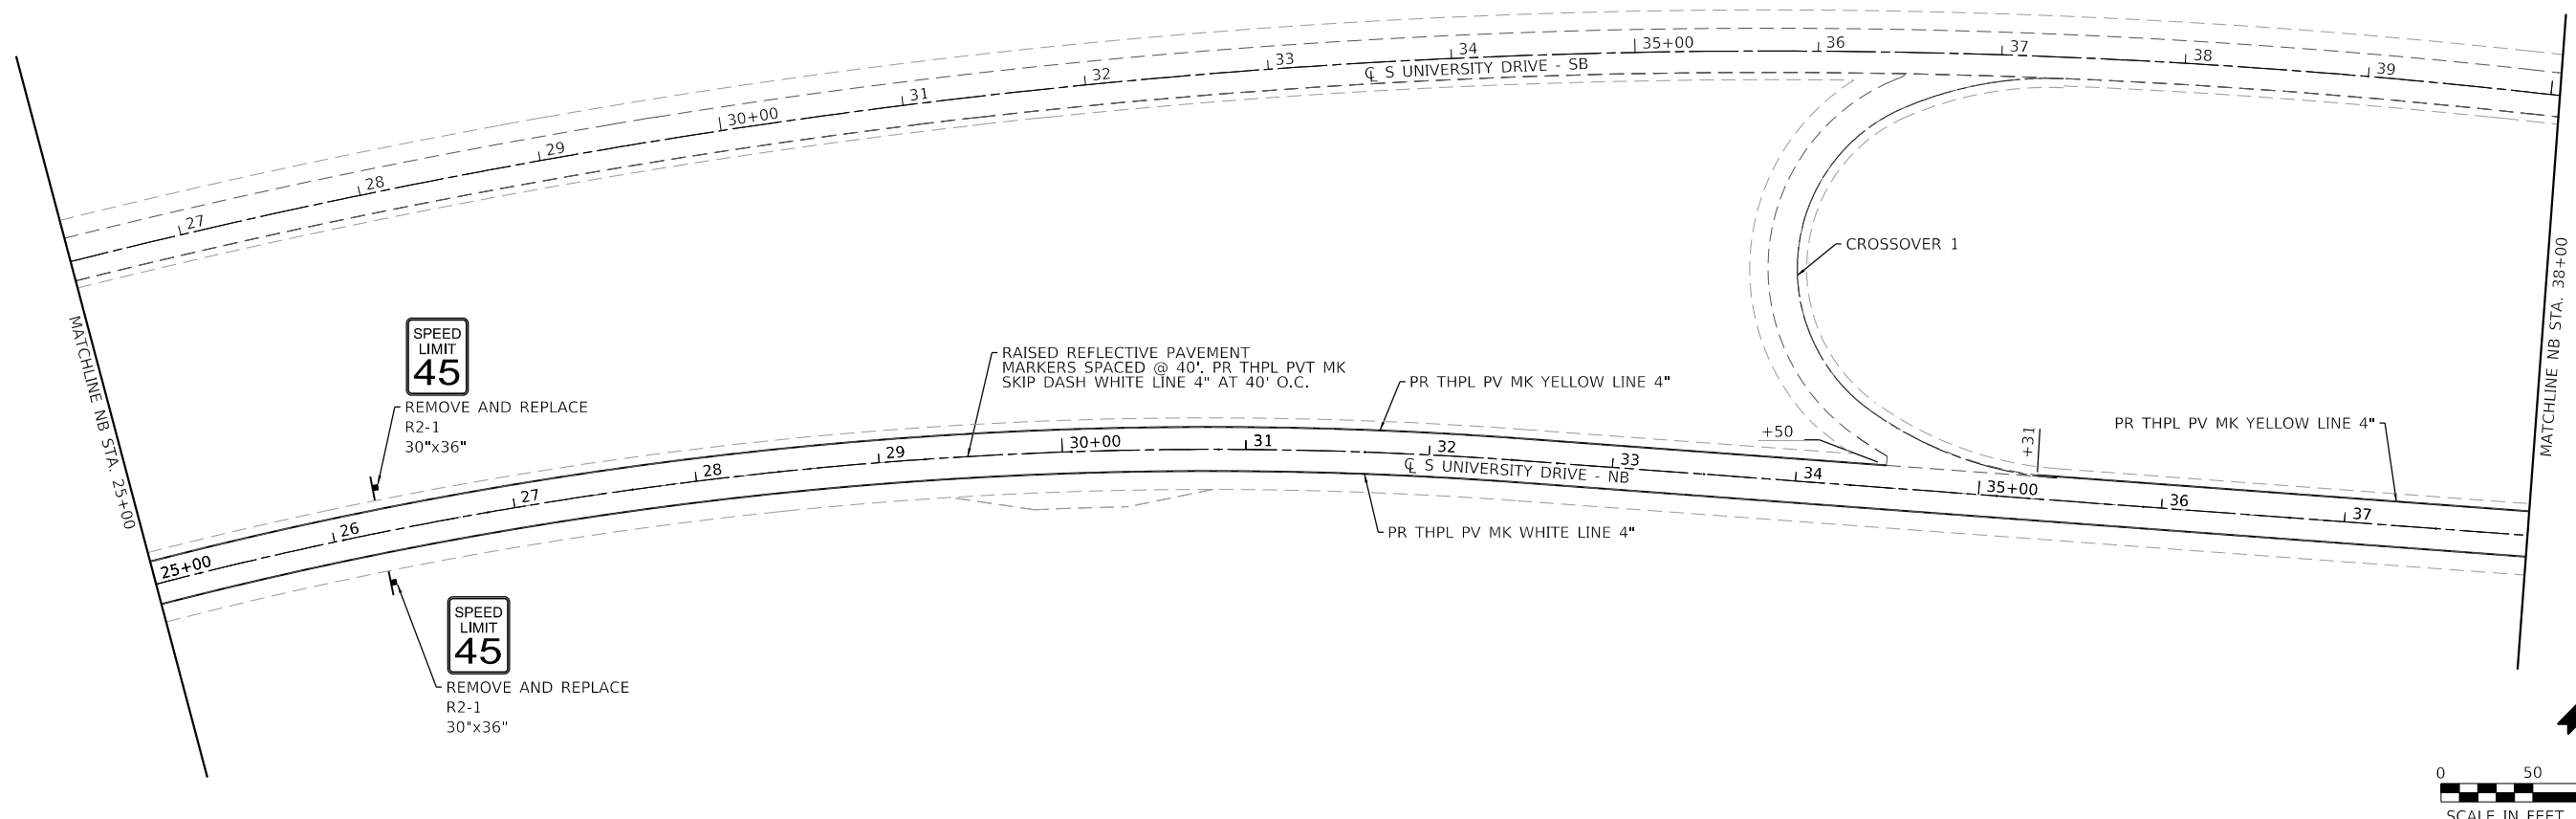 27
28
29
30+00
31
32
33
34
35+00
36
37
38
39
℄ S UNIVERSITY DRIVE - SB
CROSSOVER 1
MATCHLINE NB STA. 25+00
MATCHLINE NB STA. 38+00
SPEED
LIMIT
45
REMOVE AND REPLACE
R2-1
30"x36"
RAISED REFLECTIVE PAVEMENT
MARKERS SPACED @ 40'. PR THPL PVT MK
SKIP DASH WHITE LINE 4" AT 40' O.C.
PR THPL PV MK YELLOW LINE 4"
+50
+31
PR THPL PV MK YELLOW LINE 4"
25+00
26
27
28
29
30+00
31
32
33
34
35+00
36
37
℄ S UNIVERSITY DRIVE - NB
PR THPL PV MK WHITE LINE 4"
SPEED
LIMIT
45
REMOVE AND REPLACE
R2-1
30"x36"
0 50
SCALE IN FEET